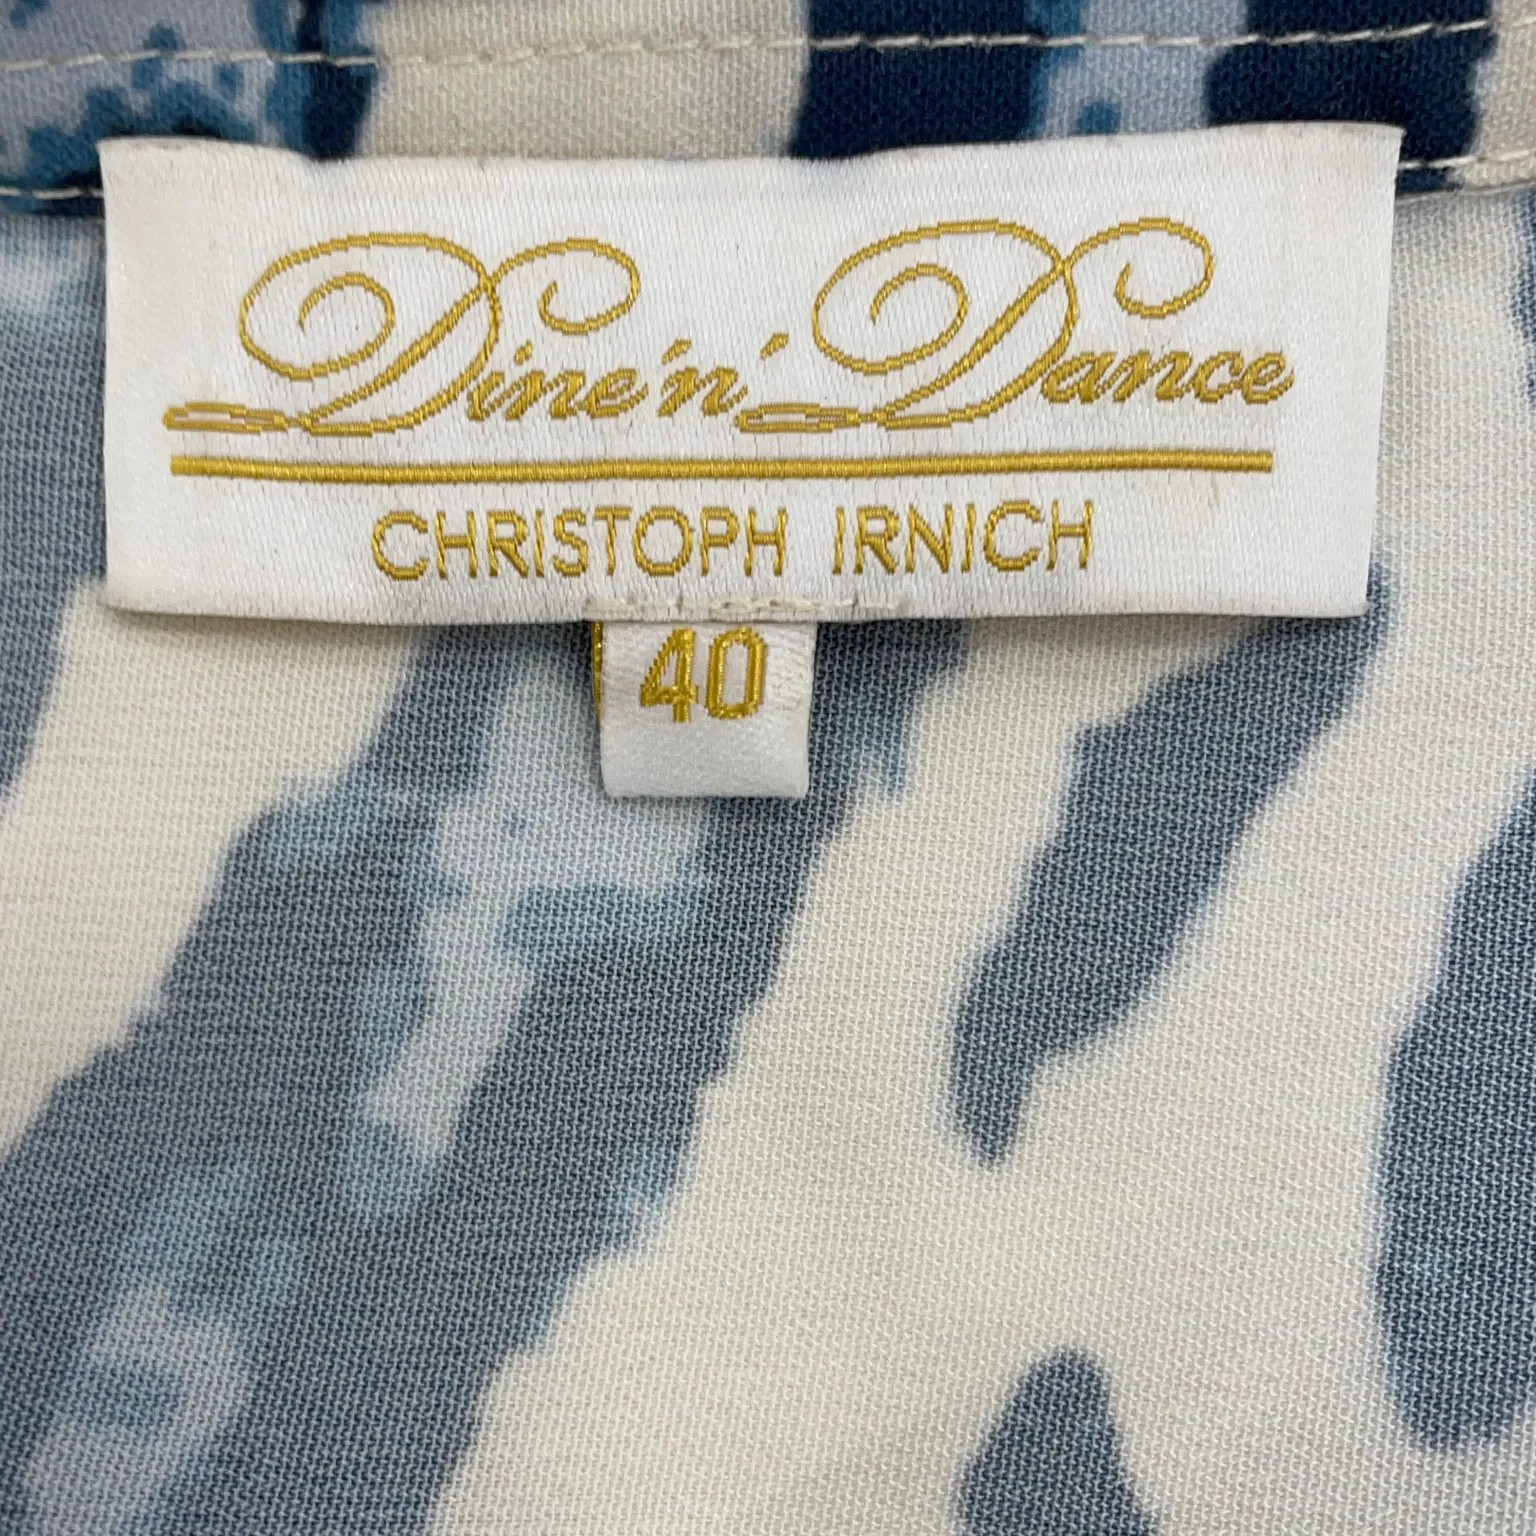 Dine 'n' Dance
CHRISTOPH IRNICH
40